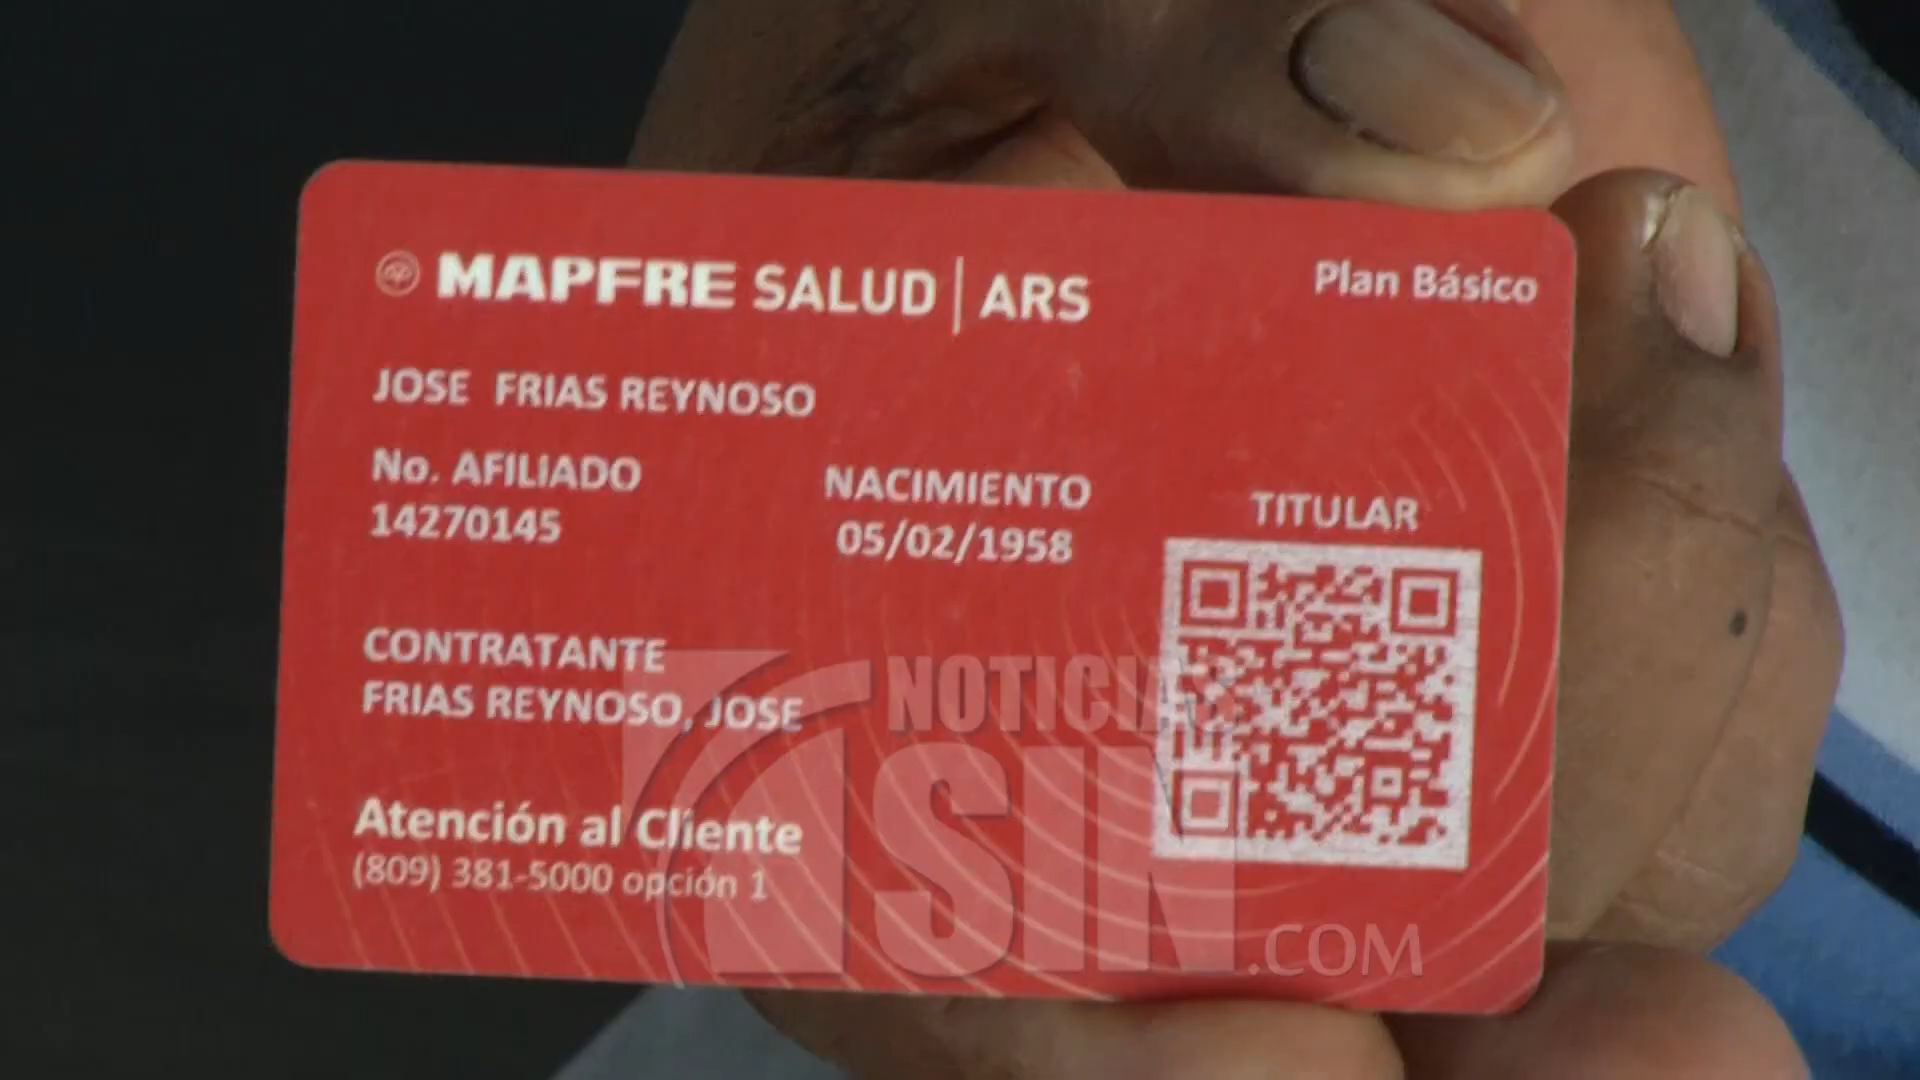 MAPFRE SALUD | ARS
Plan Básico
JOSE FRIAS REYNOSO
No. AFILIADO
14270145
NACIMIENTO
05/02/1958
TITULAR
CONTRATANTE
FRIAS REYNOSO, JOSE
Atención al Cliente
(809) 381-5000 opción 1
NOTICIAS
SIN
.COM